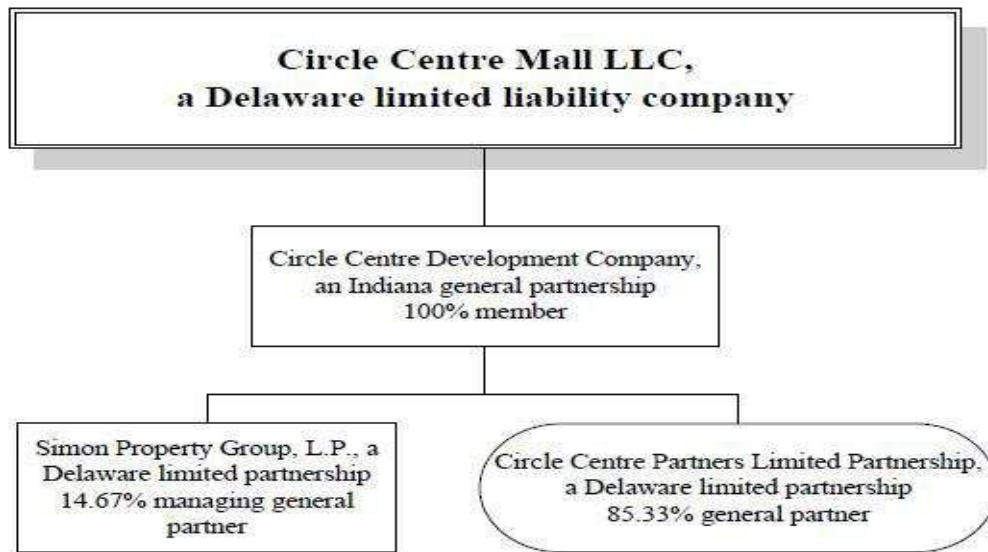 Circle Centre Mall LLC,
a Delaware limited liability company
Circle Centre Development Company,
an Indiana general partnership
100% member
Simon Property Group, L.P., a
Delaware limited partnership
14.67% managing general
partner
Circle Centre Partners Limited Partnership,
a Delaware limited partnership
85.33% general partner